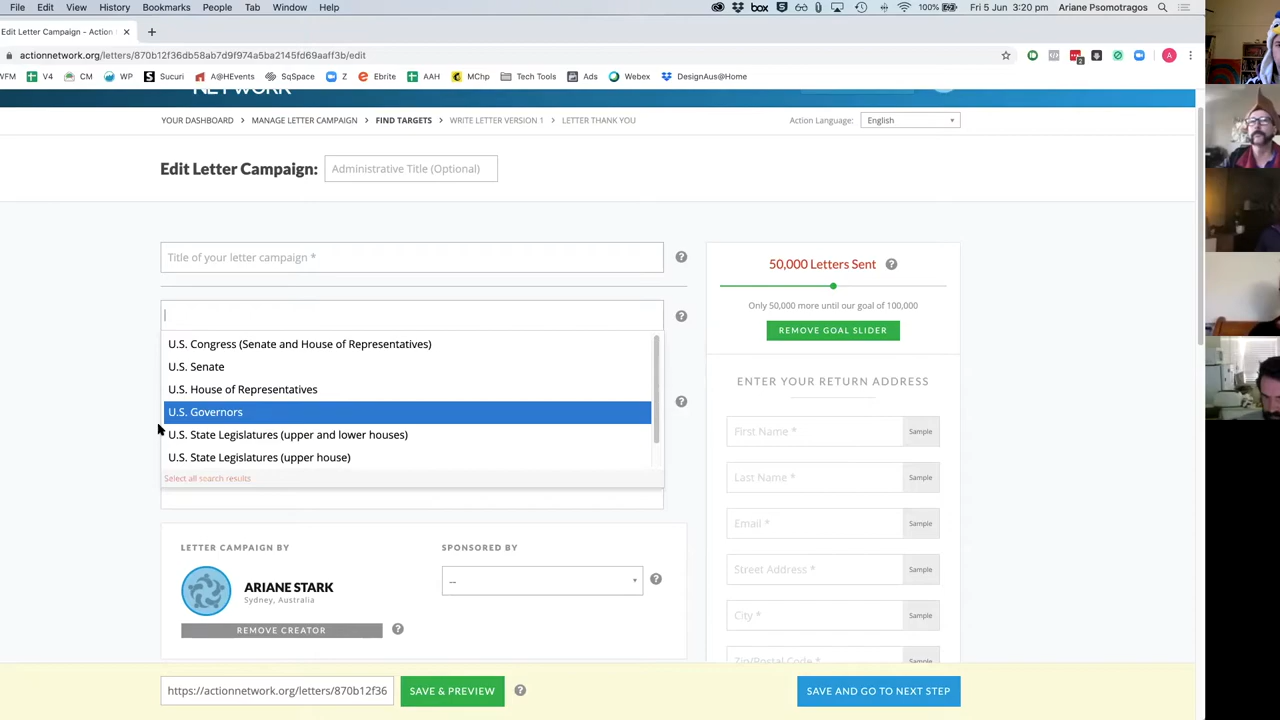 File Edit View History Bookmarks People Tab Window Help box 100% Fri 5 Jun 3:20 pm Ariane Psomotragos
Edit Letter Campaign - Action
actionnetwork.org/letters/870b12f36db58ab7d9f974a5ba2145fd69aaff3b/edit
WFM V4 CM WP Sucuri A@HEvents SqSpace Z Ebrite AAH MChp Tech Tools Ads Webex DesignAus@Home
NETWORK
YOUR DASHBOARD > MANAGE LETTER CAMPAIGN > FIND TARGETS > WRITE LETTER VERSION 1 > LETTER THANK YOU Action Language: English
Edit Letter Campaign: Administrative Title (Optional)
Title of your letter campaign *
50,000 Letters Sent
Only 50,000 more until our goal of 100,000
REMOVE GOAL SLIDER
U.S. Congress (Senate and House of Representatives)
U.S. Senate
U.S. House of Representatives
U.S. Governors
U.S. State Legislatures (upper and lower houses)
U.S. State Legislatures (upper house)
Select all search results
ENTER YOUR RETURN ADDRESS
First Name * Sample
Last Name * Sample
Email * Sample
Street Address * Sample
City * Sample
Zip/Postal Code * Sample
LETTER CAMPAIGN BY
ARIANE STARK
Sydney, Australia
REMOVE CREATOR
SPONSORED BY
--
https://actionnetwork.org/letters/870b12f36 SAVE & PREVIEW SAVE AND GO TO NEXT STEP